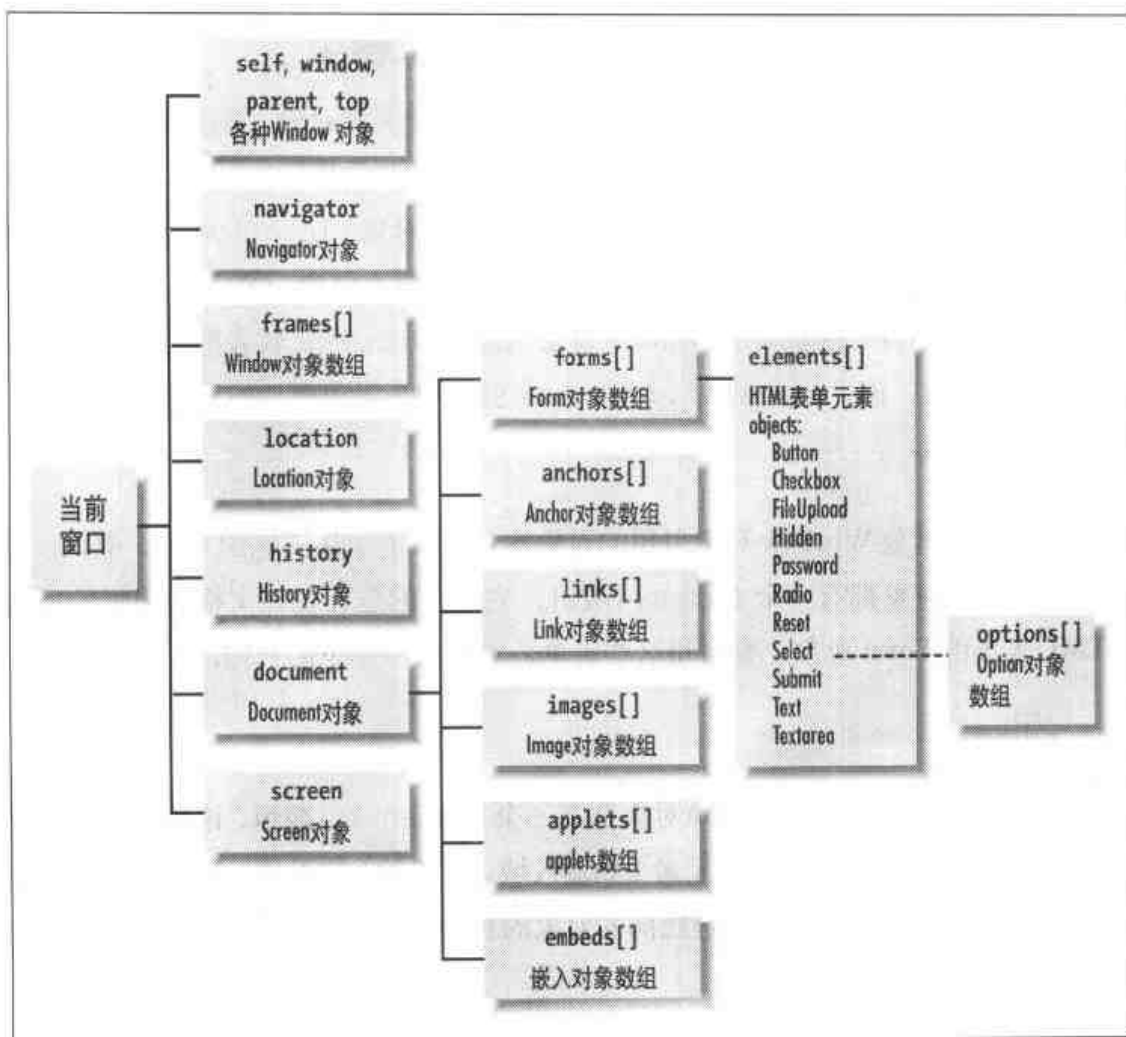 self, window,
parent, top
各种Window 对象
navigator
Navigator对象
frames[]
Window对象数组
location
Location对象
当前
窗口
history
History对象
document
Document对象
screen
Screen对象
forms[]
Form对象数组
anchors[]
Anchor对象数组
links[]
Link对象数组
images[]
Image对象数组
applets[]
applets数组
embeds[]
嵌入对象数组
elements[]
HTML表单元素
objects:
Button
Checkbox
FileUpload
Hidden
Password
Radio
Reset
Select
Submit
Text
Textarea
options[]
Option对象
数组